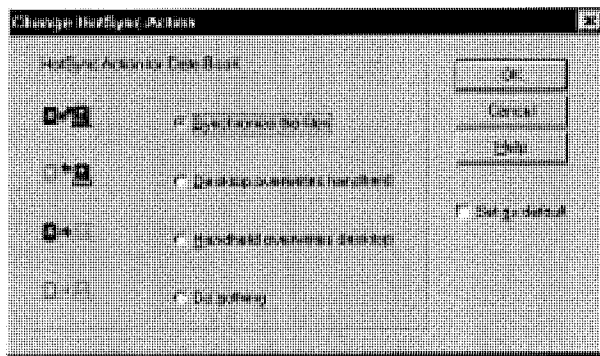 Change HotSync Action
HotSync Action for Date Book
Synchronize the files
Desktop overwrites handheld
Handheld overwrites desktop
Do nothing
OK
Cancel
Help
Set as default